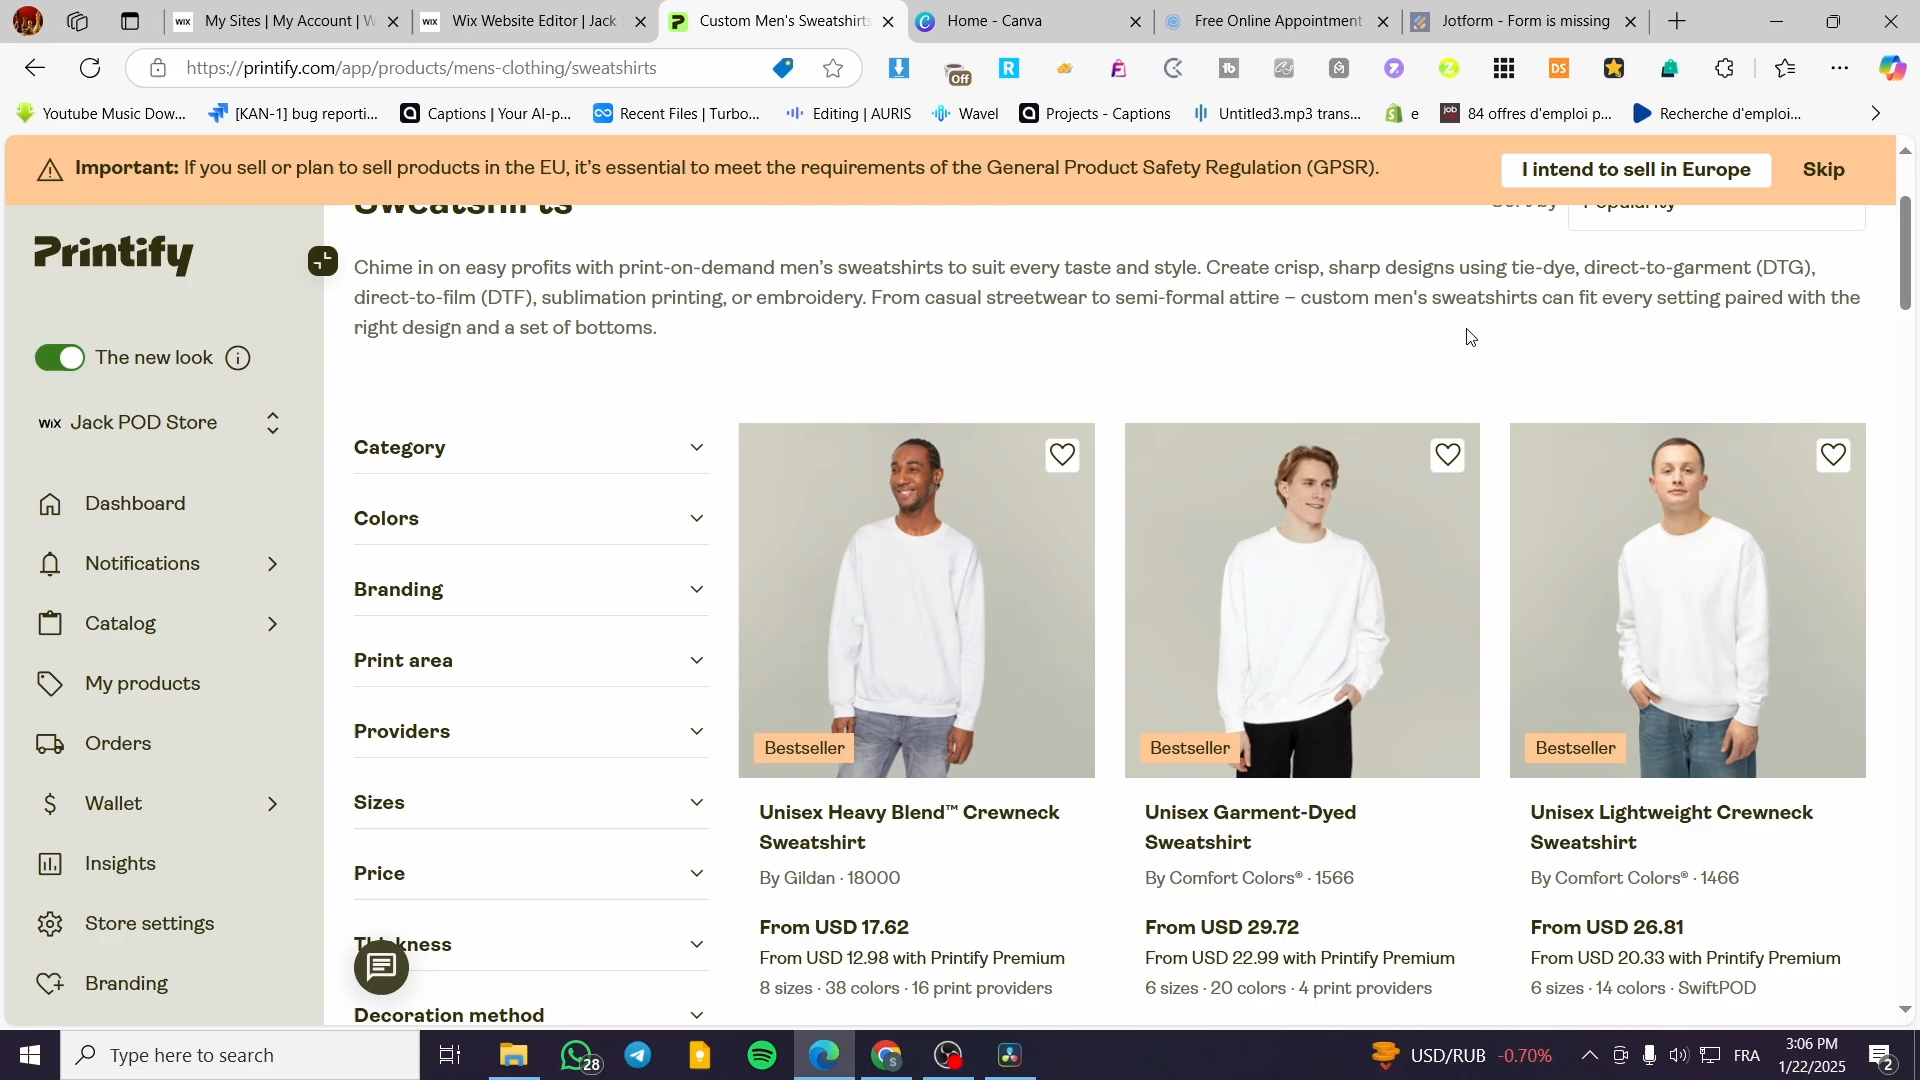 My Sites | My Account | W
Wix Website Editor | Jack
Custom Men's Sweatshirts
Home - Canva
Free Online Appointment
Jotform - Form is missing
https://printify.com/app/products/mens-clothing/sweatshirts
Off
Youtube Music Dow...
[KAN-1] bug reporti...
Captions | Your AI-p...
Recent Files | Turbo...
Editing | AURIS
Wavel
Projects - Captions
Untitled3.mp3 trans...
e
84 offres d'emploi p...
Recherche d'emploi...
Important: If you sell or plan to sell products in the EU, it's essential to meet the requirements of the General Product Safety Regulation (GPSR).
I intend to sell in Europe
Skip
Sweatshirts
Sort by
Popularity
Printify
Chime in on easy profits with print-on-demand men's sweatshirts to suit every taste and style. Create crisp, sharp designs using tie-dye, direct-to-garment (DTG),
direct-to-film (DTF), sublimation printing, or embroidery. From casual streetwear to semi-formal attire – custom men's sweatshirts can fit every setting paired with the
right design and a set of bottoms.
The new look
WIX Jack POD Store
Dashboard
Notifications
Catalog
My products
Orders
Wallet
Insights
Store settings
Branding
Category
Colors
Branding
Print area
Providers
Sizes
Price
Thickness
Decoration method
Bestseller
Unisex Heavy Blend™ Crewneck
Sweatshirt
By Gildan · 18000
From USD 17.62
From USD 12.98 with Printify Premium
8 sizes · 38 colors · 16 print providers
Bestseller
Unisex Garment-Dyed
Sweatshirt
By Comfort Colors® · 1566
From USD 29.72
From USD 22.99 with Printify Premium
6 sizes · 20 colors · 4 print providers
Bestseller
Unisex Lightweight Crewneck
Sweatshirt
By Comfort Colors® · 1466
From USD 26.81
From USD 20.33 with Printify Premium
6 sizes · 14 colors · SwiftPOD
Type here to search
28
USD/RUB -0.70%
FRA
3:06 PM
1/22/2025
2